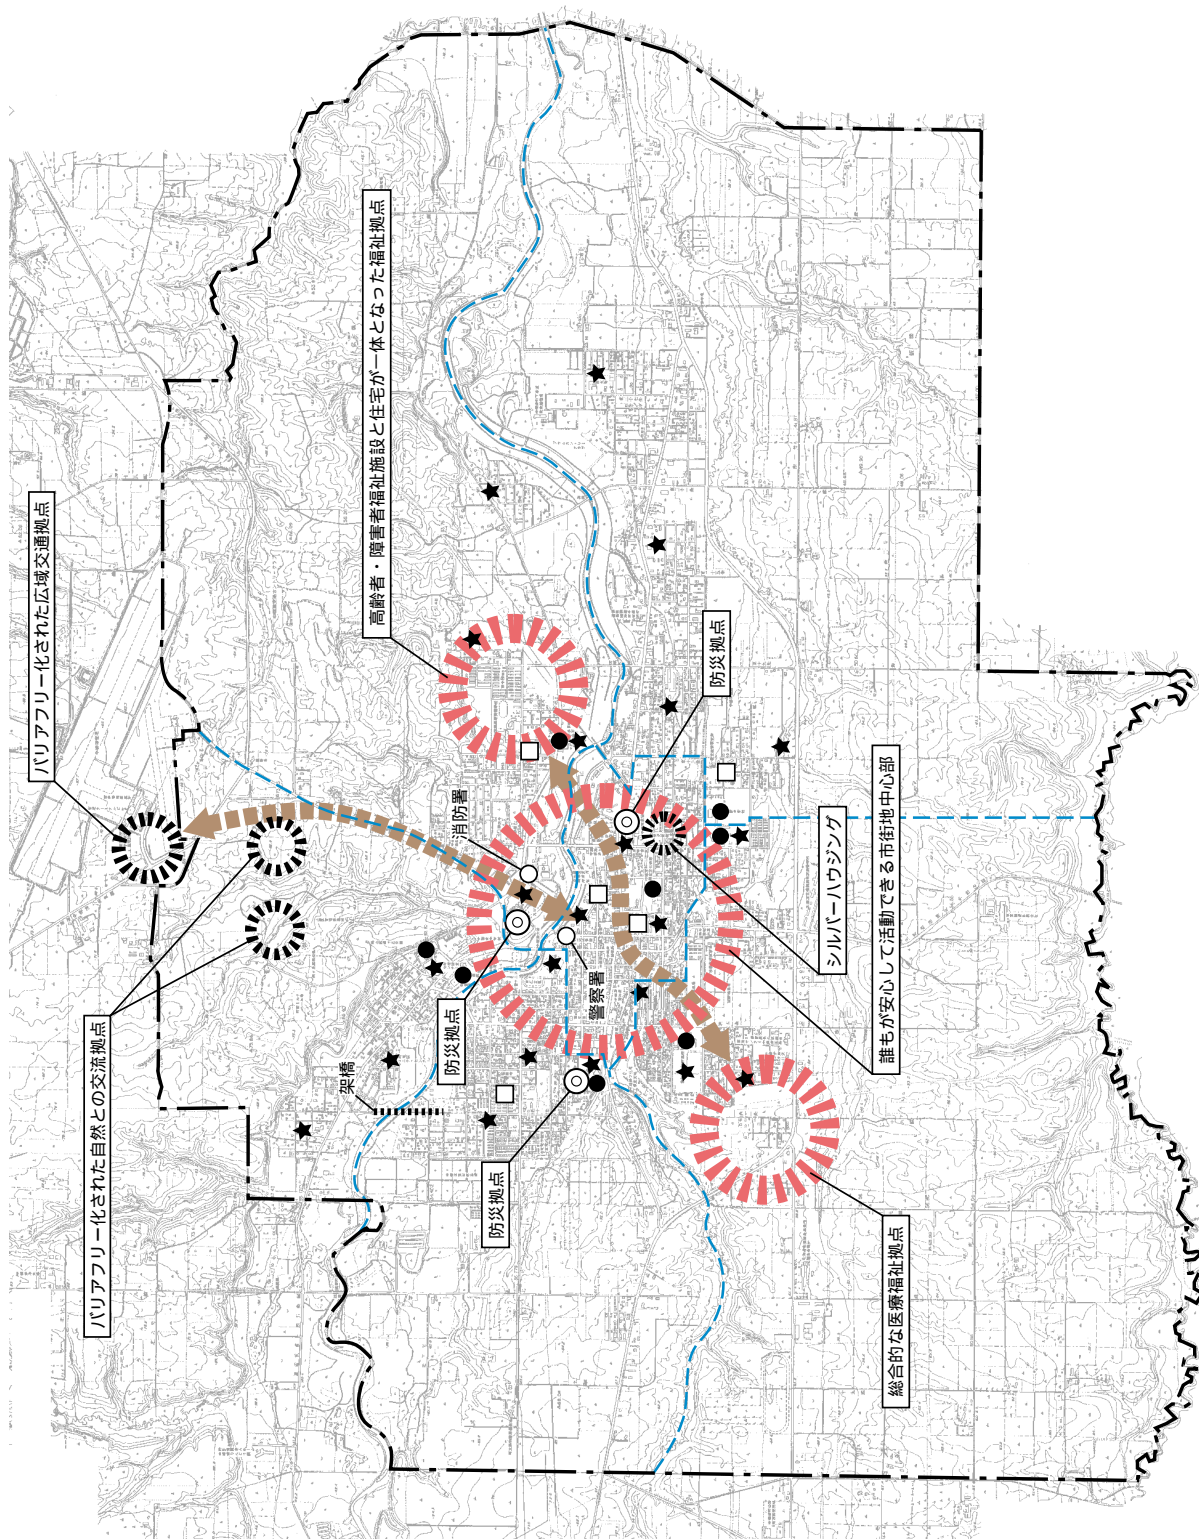 バリアフリー化された広域交通拠点
高齢者・障害者福祉施設と住宅が一体となった福祉拠点
バリアフリー化された自然との交流拠点
消防署
防災拠点
警察署
架橋
防災拠点
防災拠点
シルバーハウジング
誰もが安心して活動できる市街地中心部
総合的な医療福祉拠点